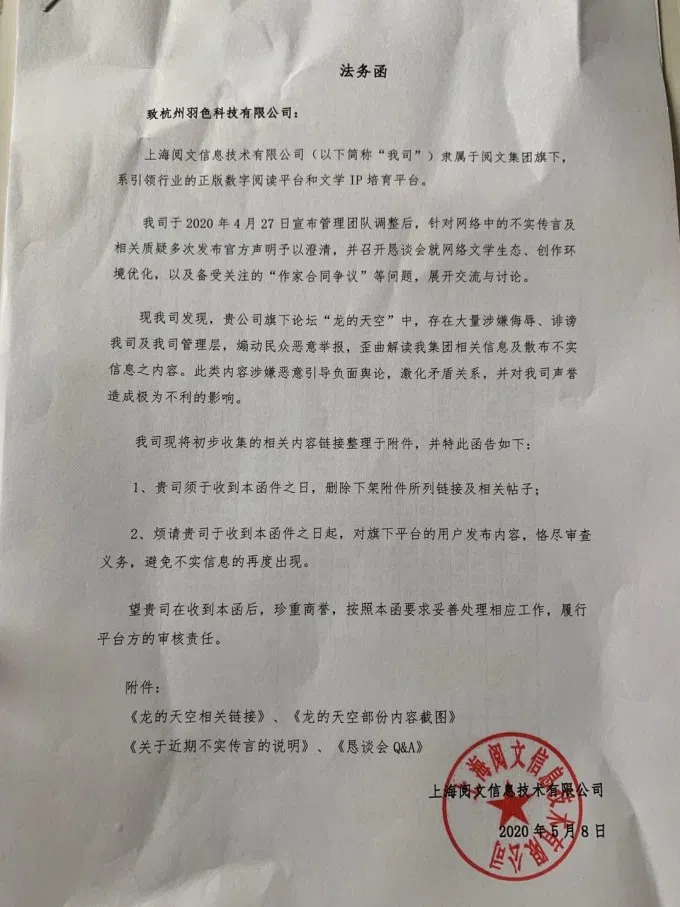 法务函
致杭州羽色科技有限公司：
上海阅文信息技术有限公司（以下简称“我司”）隶属于阅文集团旗下，
系引领行业的正版数字阅读平台和文学 IP 培育平台。
我司于 2020 年 4 月 27 日宣布管理团队调整后，针对网络中的不实传言及
相关质疑多次发布官方声明予以澄清，并召开恳谈会就网络文学生态、创作环
境优化，以及备受关注的“作家合同争议”等问题，展开交流与讨论。
现我司发现，贵公司旗下论坛“龙的天空”中，存在大量涉嫌侮辱、诽谤
我司及我司管理层，煽动民众恶意举报，歪曲解读我集团相关信息及散布不实
信息之内容。此类内容涉嫌恶意引导负面舆论，激化矛盾关系，并对我司声誉
造成极为不利的影响。
我司现将初步收集的相关内容链接整理于附件，并特此函告如下：
1、贵司须于收到本函件之日，删除下架附件所列链接及相关帖子；
2、烦请贵司于收到本函件之日起，对旗下平台的用户发布内容，恪尽审查
义务，避免不实信息的再度出现。
望贵司在收到本函后，珍重商誉，按照本函要求妥善处理相应工作，履行
平台方的审核责任。
附件：
《龙的天空相关链接》、《龙的天空部份内容截图》
《关于近期不实传言的说明》、《恳谈会 Q&A》
上海阅文信息技术有限公司
2020 年 5 月 8 日
上海阅文信息技术有限公司